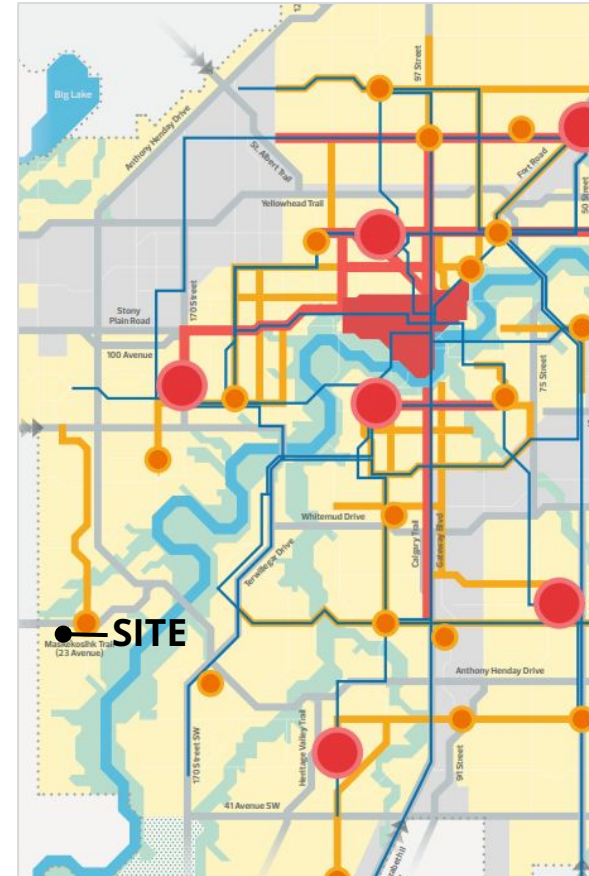 97 Street
Big Lake
Anthony Henday Drive
St. Albert Trail
Fort Road
50 Street
Yellowhead Trail
170 Street
Stony
Plain Road
100 Avenue
75 Street
Whitemud Drive
Terwillegar Drive
Calgary Trail
Gateway Blvd
SITE
Maskekosihk Trail
(23 Avenue)
Anthony Henday Drive
170 Street SW
Heritage Valley Trail
91 Street
41 Avenue SW